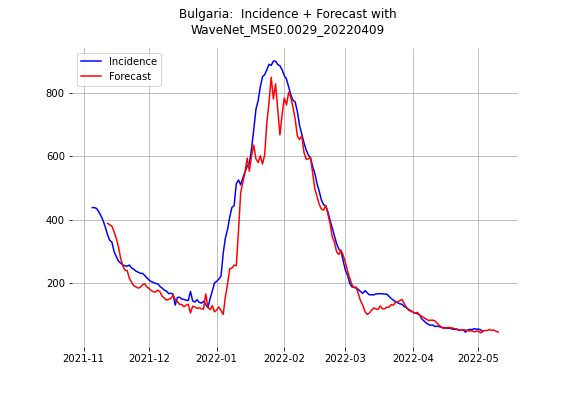 Bulgaria:  Incidence + Forecast with
WaveNet_MSE0.0029_20220409
Incidence
Forecast
800
600
400
200
2021-11
2021-12
2022-01
2022-02
2022-03
2022-04
2022-05